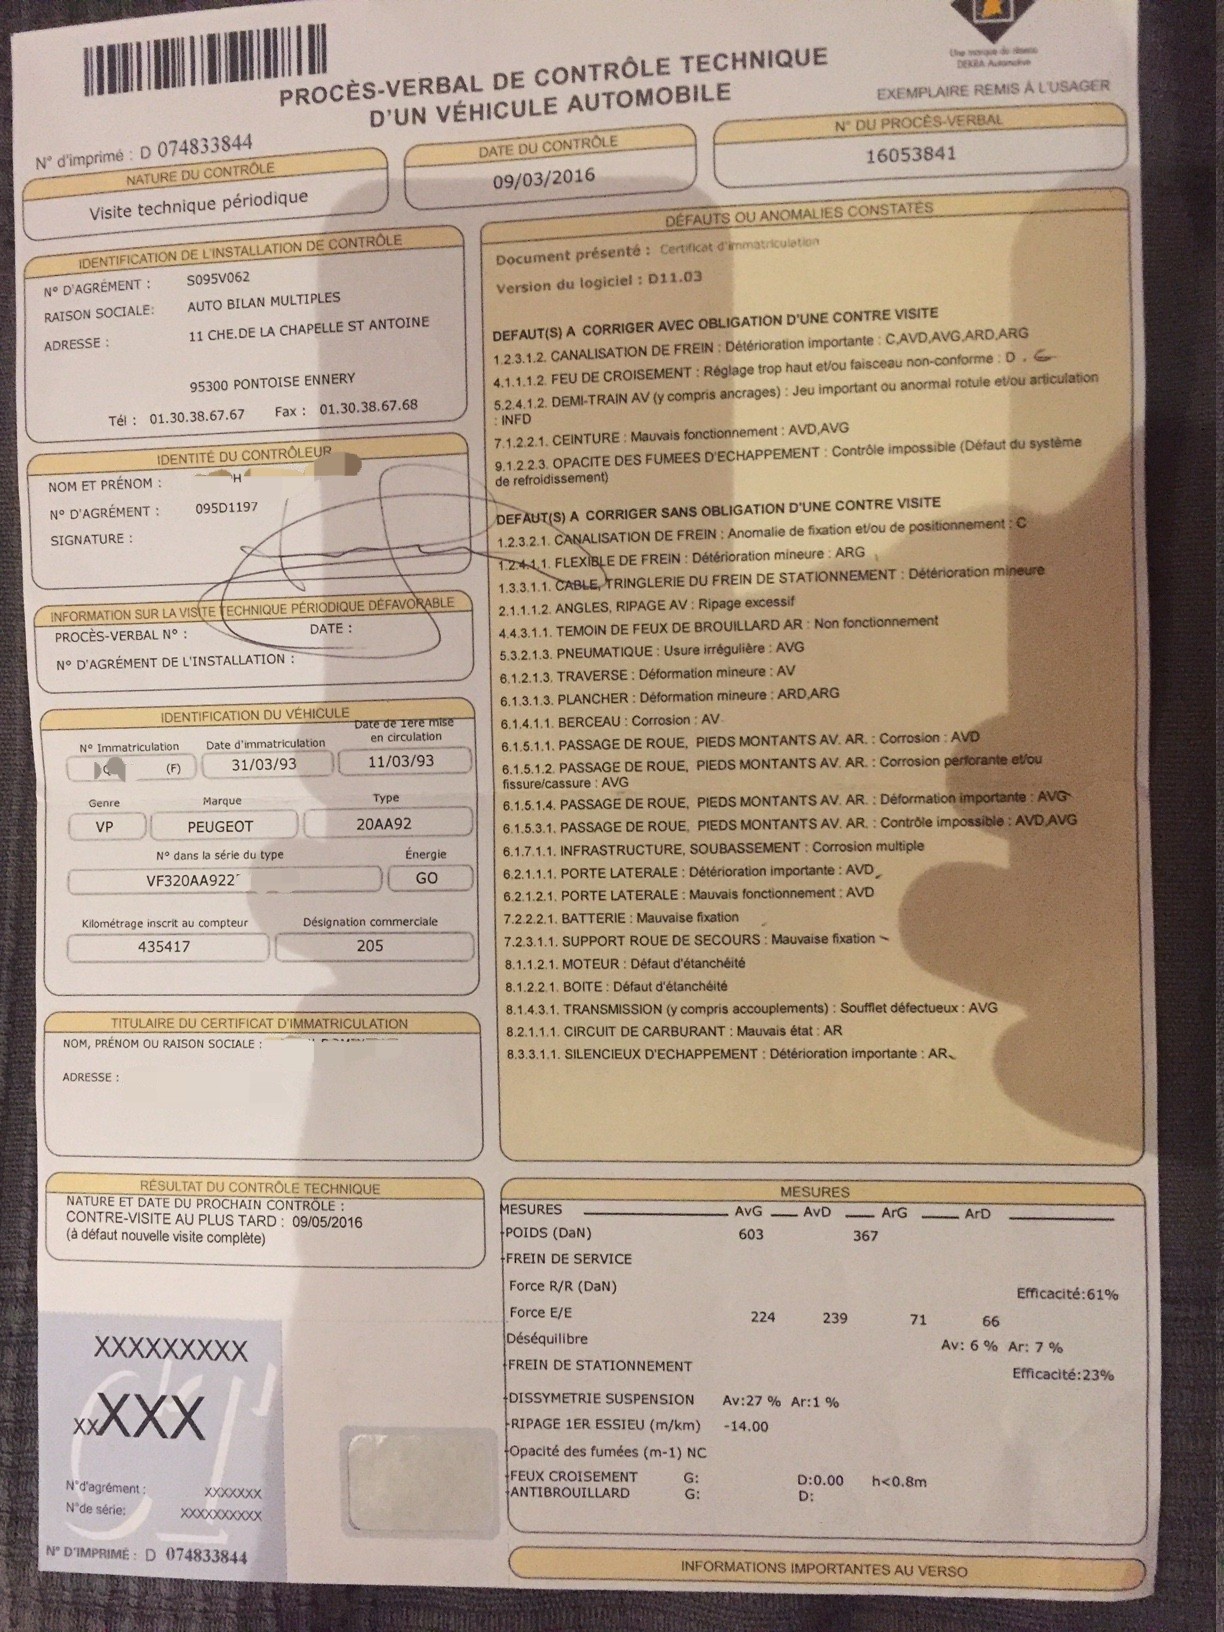 Une marque du réseau
DEKRA Automotive
PROCÈS-VERBAL DE CONTRÔLE TECHNIQUE
D'UN VÉHICULE AUTOMOBILE
EXEMPLAIRE REMIS À L'USAGER
N° d'imprimé : D 074833844
NATURE DU CONTRÔLE
Visite technique périodique
DATE DU CONTRÔLE
09/03/2016
N° DU PROCÈS-VERBAL
16053841
IDENTIFICATION DE L'INSTALLATION DE CONTRÔLE
N° D'AGRÉMENT : S095V062
RAISON SOCIALE: AUTO BILAN MULTIPLES
ADRESSE : 11 CHE.DE LA CHAPELLE ST ANTOINE
95300 PONTOISE ENNERY
Tél : 01.30.38.67.67 Fax : 01.30.38.67.68
IDENTITÉ DU CONTRÔLEUR
NOM ET PRÉNOM : H
N° D'AGRÉMENT : 095D1197
SIGNATURE :
INFORMATION SUR LA VISITE TECHNIQUE PÉRIODIQUE DÉFAVORABLE
PROCÈS-VERBAL N° : DATE :
N° D'AGRÉMENT DE L'INSTALLATION :
IDENTIFICATION DU VÉHICULE
N° Immatriculation Date d'immatriculation Date de 1ère mise
en circulation
(F) 31/03/93 11/03/93
Genre Marque Type
VP PEUGEOT 20AA92
N° dans la série du type Énergie
VF320AA922 GO
Kilométrage inscrit au compteur Désignation commerciale
435417 205
TITULAIRE DU CERTIFICAT D'IMMATRICULATION
NOM, PRÉNOM OU RAISON SOCIALE :
ADRESSE :
RÉSULTAT DU CONTRÔLE TECHNIQUE
NATURE ET DATE DU PROCHAIN CONTRÔLE :
CONTRE-VISITE AU PLUS TARD : 09/05/2016
(à défaut nouvelle visite complète)
XXXXXXXXX
XXXXX
N°d'agrément : XXXXXXX
N°de série: XXXXXXXXXX
N° D'IMPRIMÉ : D 074833844
DÉFAUTS OU ANOMALIES CONSTATÉS
Document présenté : Certificat d'immatriculation
Version du logiciel : D11.03
DEFAUT(S) A CORRIGER AVEC OBLIGATION D'UNE CONTRE VISITE
1.2.3.1.2. CANALISATION DE FREIN : Détérioration importante : C,AVD,AVG,ARD,ARG
4.1.1.1.2. FEU DE CROISEMENT : Réglage trop haut et/ou faisceau non-conforme : D , G
5.2.4.1.2. DEMI-TRAIN AV (y compris ancrages) : Jeu important ou anormal rotule et/ou articulation
: INFD
7.1.2.2.1. CEINTURE : Mauvais fonctionnement : AVD,AVG
9.1.2.2.3. OPACITE DES FUMEES D'ECHAPPEMENT : Contrôle impossible (Défaut du système
de refroidissement)
DEFAUT(S) A CORRIGER SANS OBLIGATION D'UNE CONTRE VISITE
1.2.3.2.1. CANALISATION DE FREIN : Anomalie de fixation et/ou de positionnement : C
1.2.4.1.1. FLEXIBLE DE FREIN : Détérioration mineure : ARG
1.3.3.1.1. CABLE, TRINGLERIE DU FREIN DE STATIONNEMENT : Détérioration mineure
2.1.1.1.2. ANGLES, RIPAGE AV : Ripage excessif
4.4.3.1.1. TEMOIN DE FEUX DE BROUILLARD AR : Non fonctionnement
5.3.2.1.3. PNEUMATIQUE : Usure irrégulière : AVG
6.1.2.1.3. TRAVERSE : Déformation mineure : AV
6.1.3.1.3. PLANCHER : Déformation mineure : ARD,ARG
6.1.4.1.1. BERCEAU : Corrosion : AV
6.1.5.1.1. PASSAGE DE ROUE, PIEDS MONTANTS AV. AR. : Corrosion : AVD
6.1.5.1.2. PASSAGE DE ROUE, PIEDS MONTANTS AV. AR. : Corrosion perforante et/ou
fissure/cassure : AVG
6.1.5.1.4. PASSAGE DE ROUE, PIEDS MONTANTS AV. AR. : Déformation importante : AVG
6.1.5.3.1. PASSAGE DE ROUE, PIEDS MONTANTS AV. AR. : Contrôle impossible : AVD,AVG
6.1.7.1.1. INFRASTRUCTURE, SOUBASSEMENT : Corrosion multiple
6.2.1.1.1. PORTE LATERALE : Détérioration importante : AVD
6.2.1.2.1. PORTE LATERALE : Mauvais fonctionnement : AVD
7.2.2.2.1. BATTERIE : Mauvaise fixation
7.2.3.1.1. SUPPORT ROUE DE SECOURS : Mauvaise fixation
8.1.1.2.1. MOTEUR : Défaut d'étanchéité
8.1.2.2.1. BOITE : Défaut d'étanchéité
8.1.4.3.1. TRANSMISSION (y compris accouplements) : Soufflet défectueux : AVG
8.2.1.1.1. CIRCUIT DE CARBURANT : Mauvais état : AR
8.3.3.1.1. SILENCIEUX D'ECHAPPEMENT : Détérioration importante : AR
MESURES
MESURES AvG AvD ArG ArD
POIDS (DaN) 603 367
FREIN DE SERVICE
Force R/R (DaN) Efficacité:61%
Force E/E 224 239 71 66
Déséquilibre Av: 6 % Ar: 7 %
FREIN DE STATIONNEMENT Efficacité:23%
DISSYMETRIE SUSPENSION Av:27 % Ar:1 %
RIPAGE 1ER ESSIEU (m/km) -14.00
Opacité des fumées (m-1) NC
FEUX CROISEMENT G: D:0.00 h<0.8m
ANTIBROUILLARD G: D:
INFORMATIONS IMPORTANTES AU VERSO